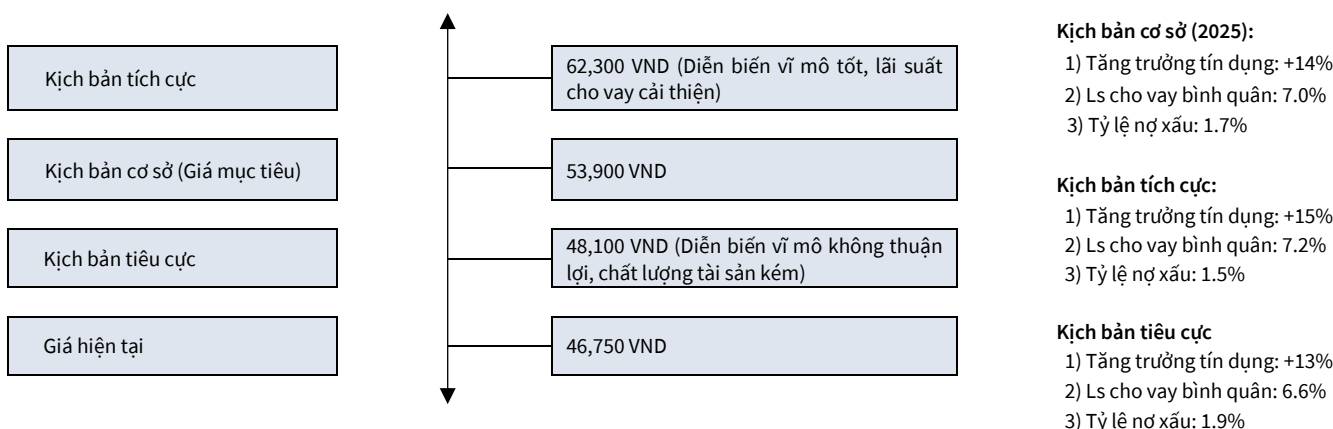 Kịch bản tích cực
62,300 VND (Diễn biến vĩ mô tốt, lãi suất
cho vay cải thiện)
Kịch bản cơ sở (Giá mục tiêu)
53,900 VND
Kịch bản tiêu cực
48,100 VND (Diễn biến vĩ mô không thuận
lợi, chất lượng tài sản kém)
Giá hiện tại
46,750 VND
Kịch bản cơ sở (2025):
1) Tăng trưởng tín dụng: +14%
2) Ls cho vay bình quân: 7.0%
3) Tỷ lệ nợ xấu: 1.7%
Kịch bản tích cực:
1) Tăng trưởng tín dụng: +15%
2) Ls cho vay bình quân: 7.2%
3) Tỷ lệ nợ xấu: 1.5%
Kịch bản tiêu cực
1) Tăng trưởng tín dụng: +13%
2) Ls cho vay bình quân: 6.6%
3) Tỷ lệ nợ xấu: 1.9%